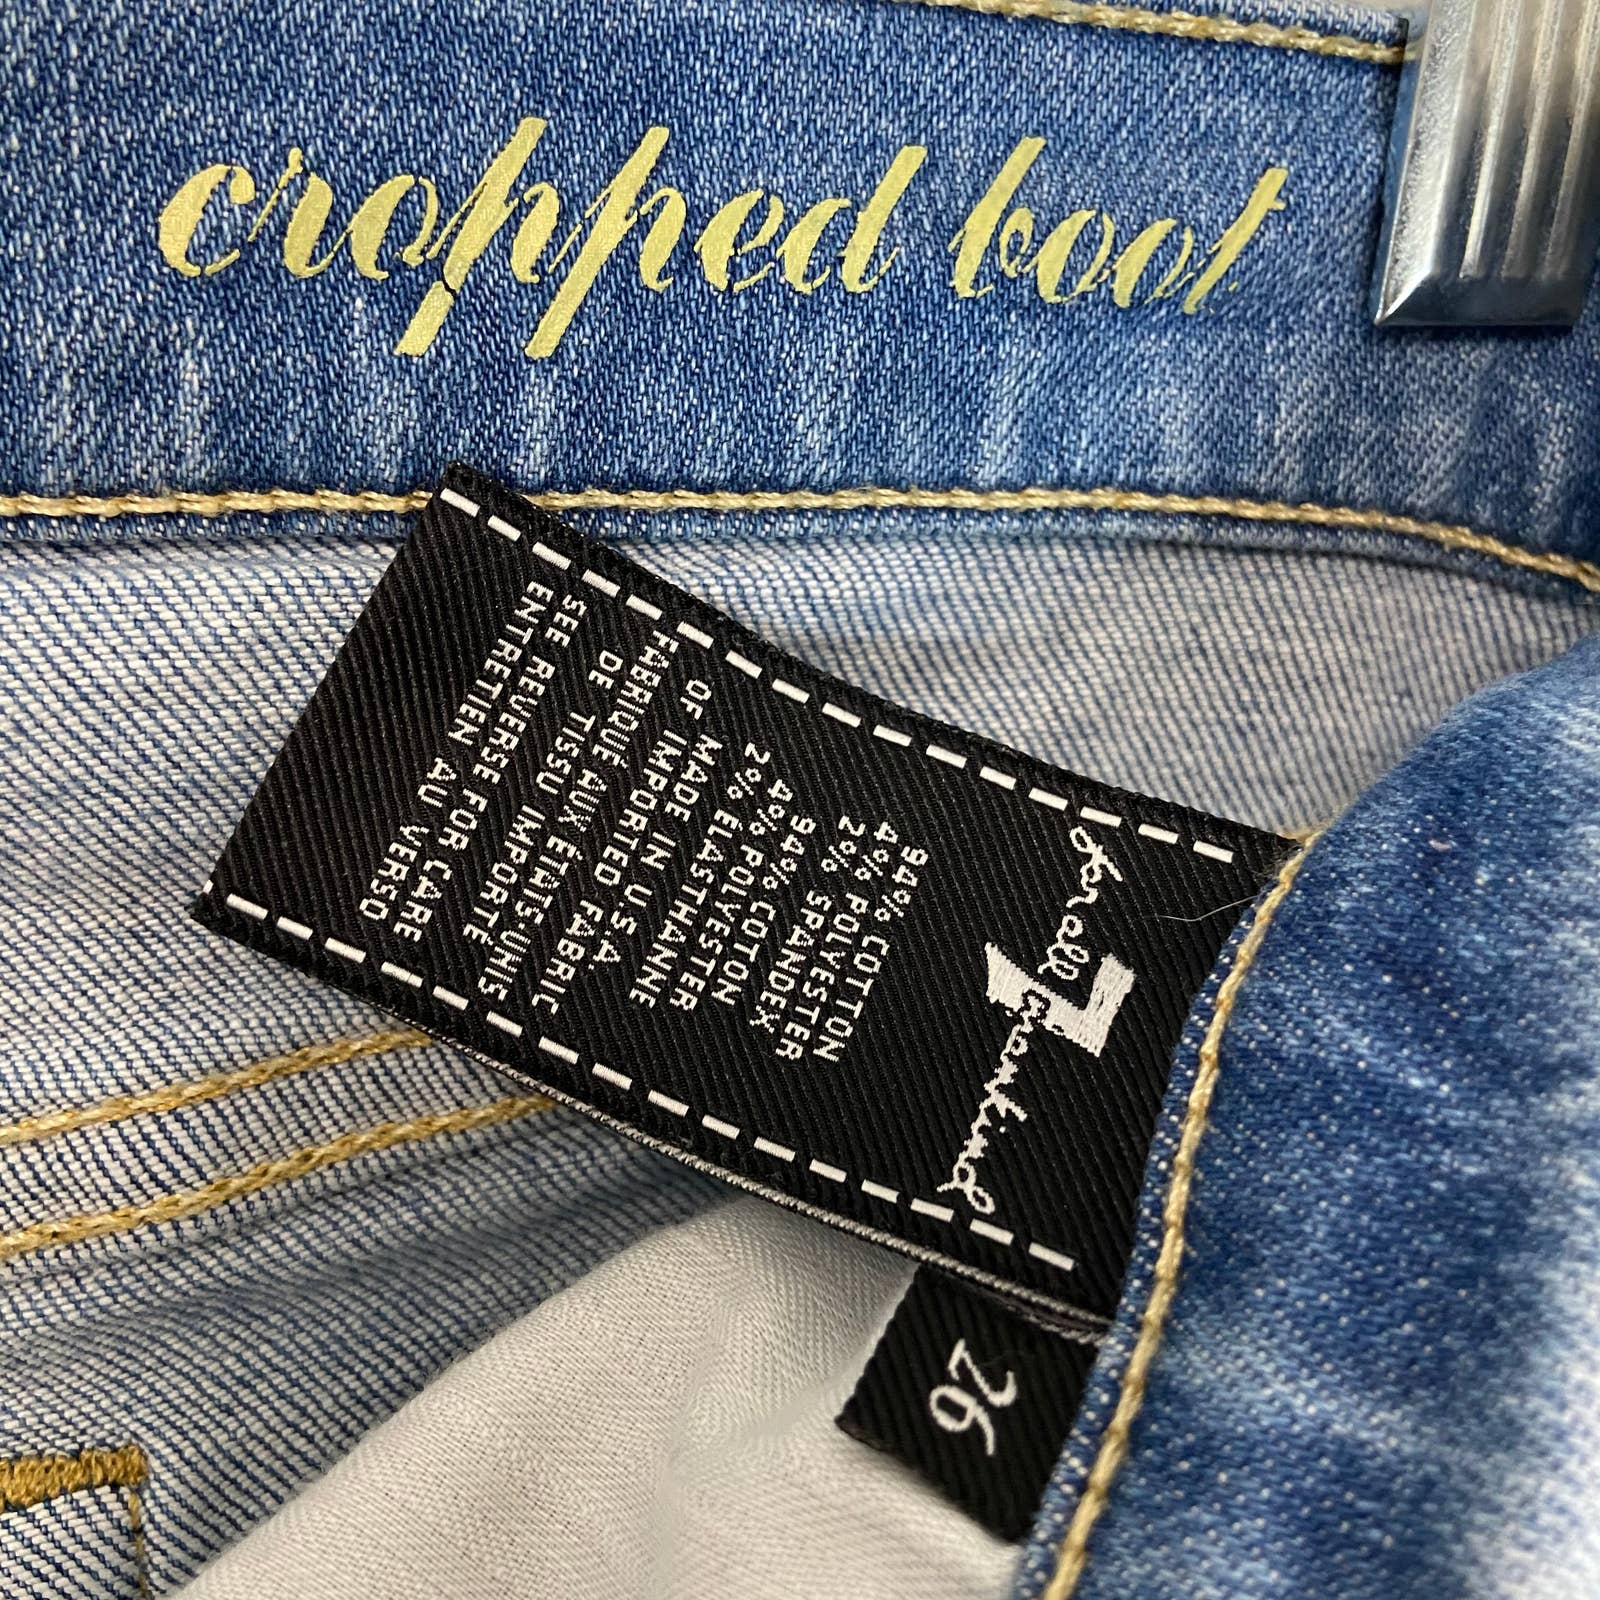 cropped boot
for all
7
mankind
94% COTTON
4% POLYESTER
2% SPANDEX
94% COTON
4% POLYESTER
2% ÉLASTHANNE
MADE IN U.S.A.
OF IMPORTED FABRIC
FABRIQUÉ AUX ÉTATS-UNIS
DE TISSU IMPORTÉ
SEE REVERSE FOR CARE
ENTRETIEN AU VERSO
26